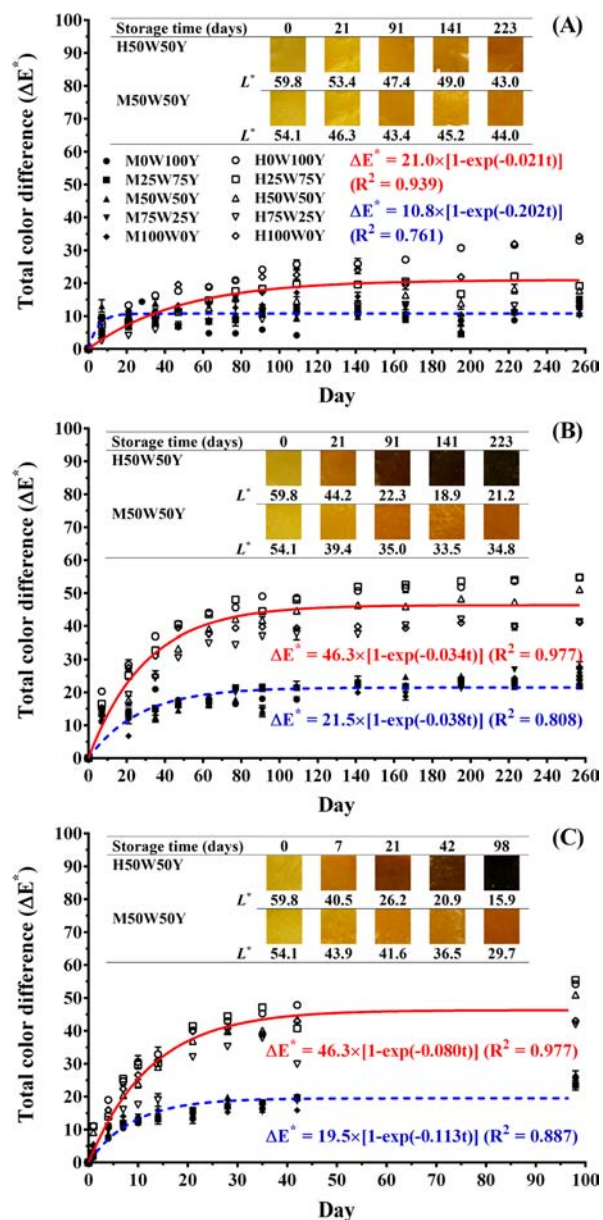 (A)
Storage time (days) 0 21 91 141 223
H50W50Y
L* 59.8 53.4 47.4 49.0 43.0
M50W50Y
L* 54.1 46.3 43.4 45.2 44.0
M0W100Y H0W100Y
M25W75Y H25W75Y
M50W50Y H50W50Y
M75W25Y H75W25Y
M100W0Y H100W0Y
ΔE* = 21.0×[1-exp(-0.021t)]
(R² = 0.939)
ΔE* = 10.8×[1-exp(-0.202t)]
(R² = 0.761)
Total color difference (ΔE*)
100
90
80
70
60
50
40
30
20
10
0
0 20 40 60 80 100 120 140 160 180 200 220 240 260
Day
(B)
Storage time (days) 0 21 91 141 223
H50W50Y
L* 59.8 44.2 22.3 18.9 21.2
M50W50Y
L* 54.1 39.4 35.0 33.5 34.8
ΔE* = 46.3×[1-exp(-0.034t)] (R² = 0.977)
ΔE* = 21.5×[1-exp(-0.038t)] (R² = 0.808)
Total color difference (ΔE*)
100
90
80
70
60
50
40
30
20
10
0
0 20 40 60 80 100 120 140 160 180 200 220 240 260
Day
(C)
Storage time (days) 0 7 21 42 98
H50W50Y
L* 59.8 40.5 26.2 20.9 15.9
M50W50Y
L* 54.1 43.9 41.6 36.5 29.7
ΔE* = 46.3×[1-exp(-0.080t)] (R² = 0.977)
ΔE* = 19.5×[1-exp(-0.113t)] (R² = 0.887)
Total color difference (ΔE*)
100
90
80
70
60
50
40
30
20
10
0
0 10 20 30 40 50 60 70 80 90 100
Day